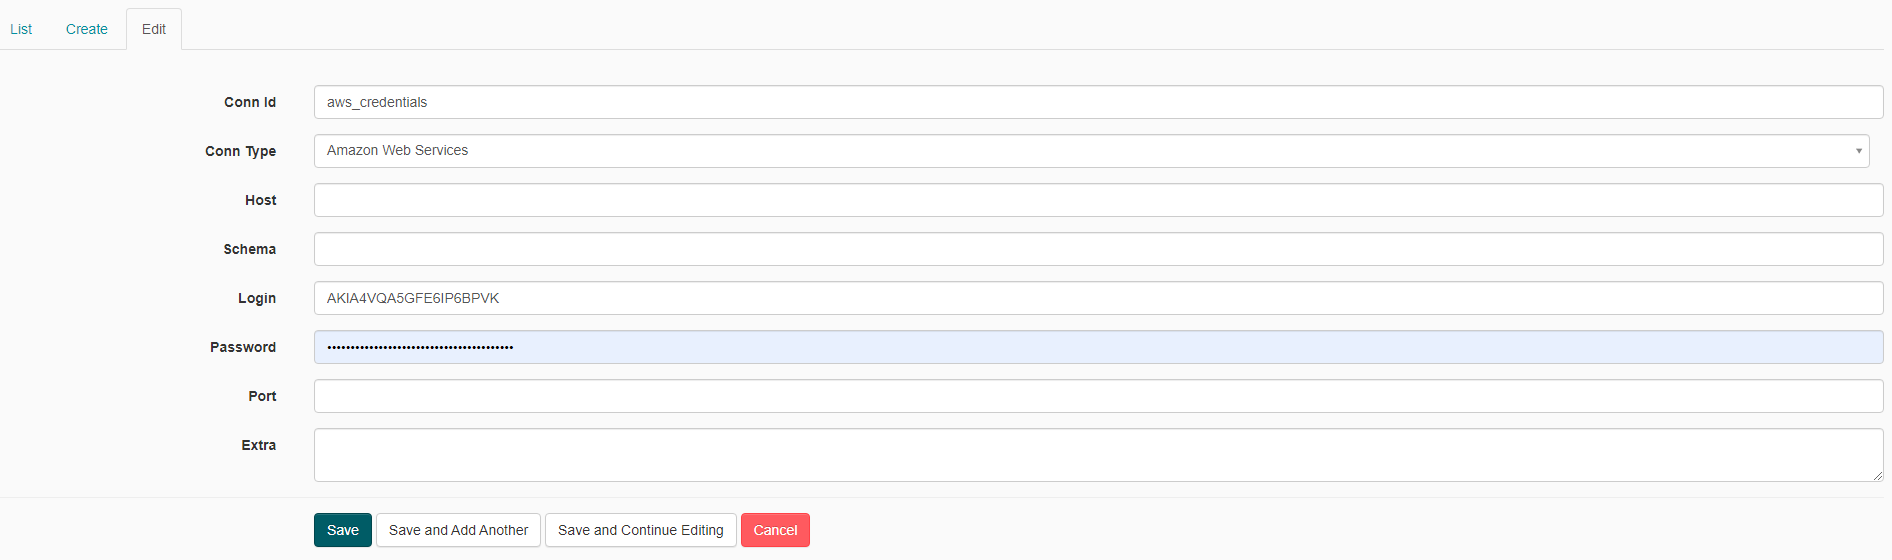 List Create Edit
Conn Id aws_credentials
Conn Type Amazon Web Services
Host
Schema
Login AKIA4VQA5GFE6IP6BPVK
Password ••••••••••••••••••••••••••••••••••••••••
Port
Extra
Save Save and Add Another Save and Continue Editing Cancel